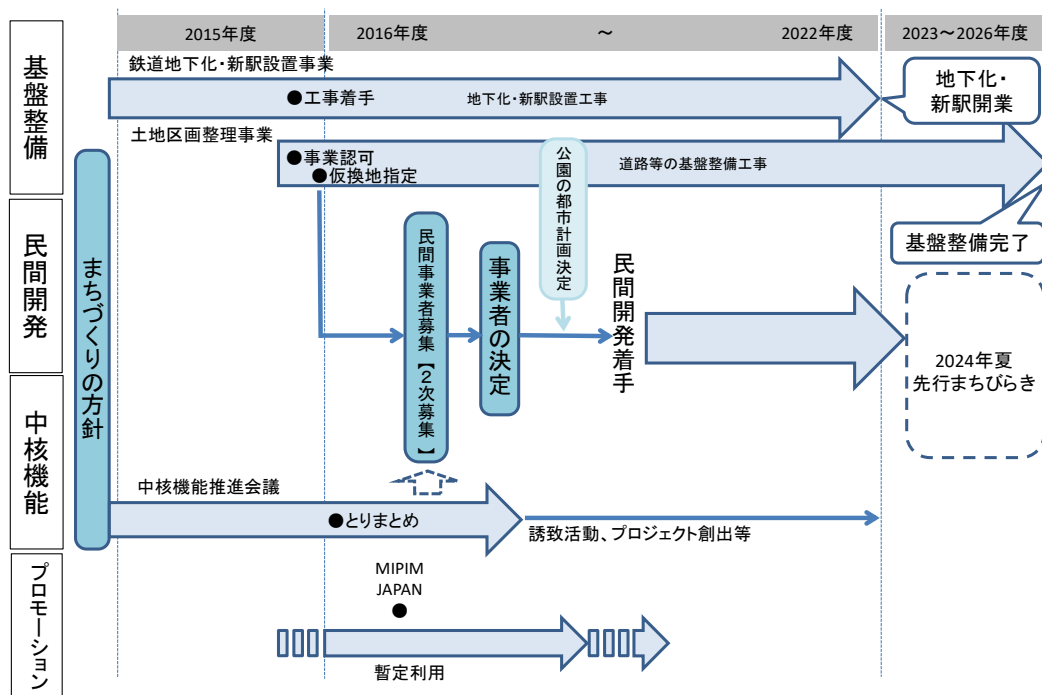 2015年度
2016年度
～
2022年度
2023～2026年度
基盤整備
鉄道地下化・新駅設置事業
●工事着手
地下化・新駅設置工事
地下化・
新駅開業
土地区画整理事業
●事業認可
●仮換地指定
道路等の基盤整備工事
基盤整備完了
まちづくりの方針
民間開発
民間事業者募集【2次募集】
事業者の決定
公園の都市計画決定
民間開発着手
2024年夏
先行まちびらき
中核機能
中核機能推進会議
●とりまとめ
誘致活動、プロジェクト創出等
プロモーション
MIPIM
JAPAN
●
暫定利用